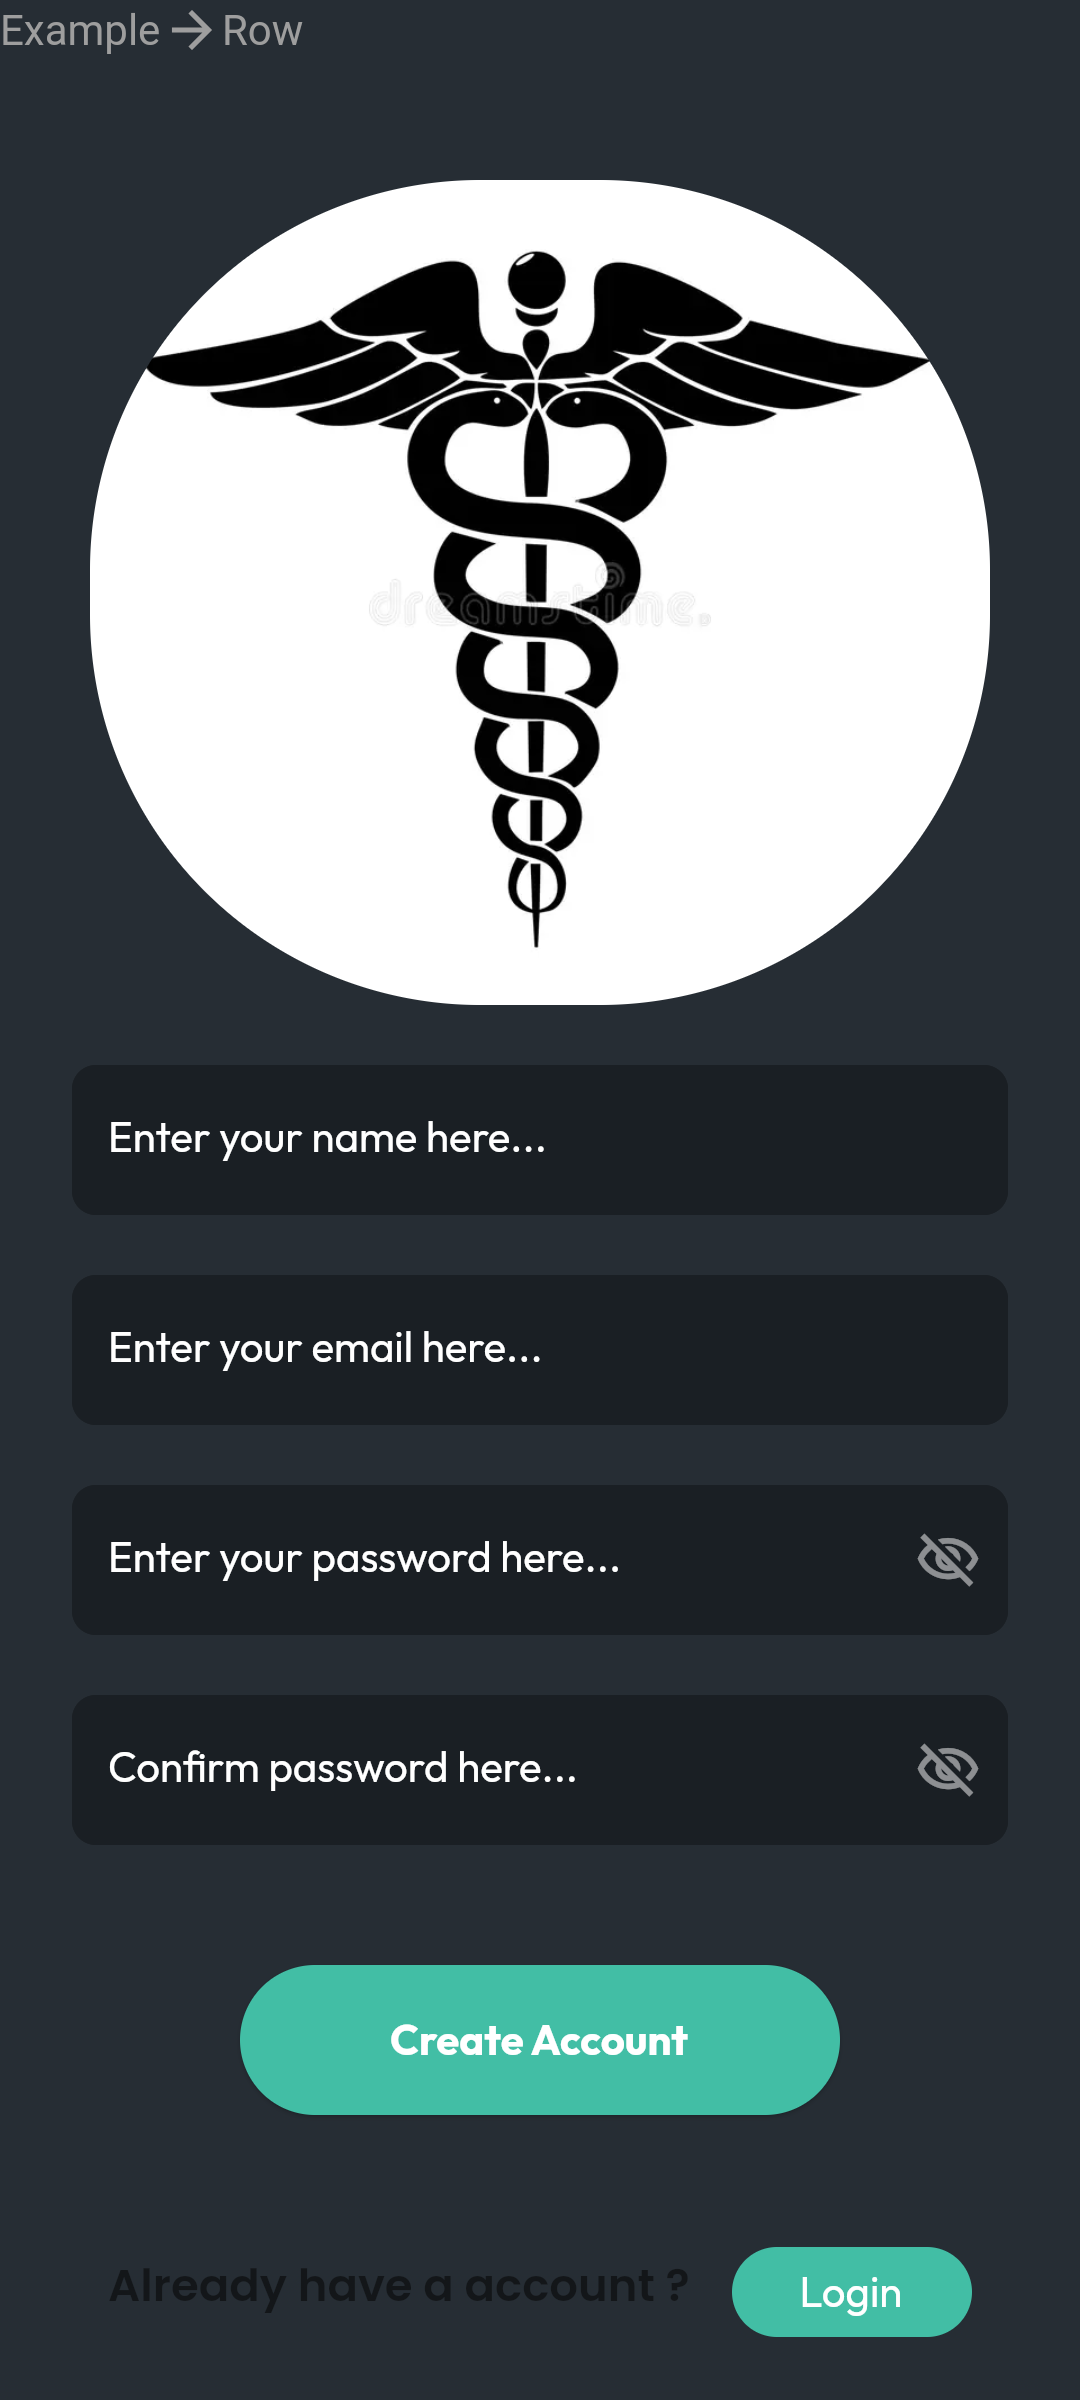 Example → Row
dreamstime.
Enter your name here...
Enter your email here...
Enter your password here...
Confirm password here...
Create Account
Already have a account ?
Login